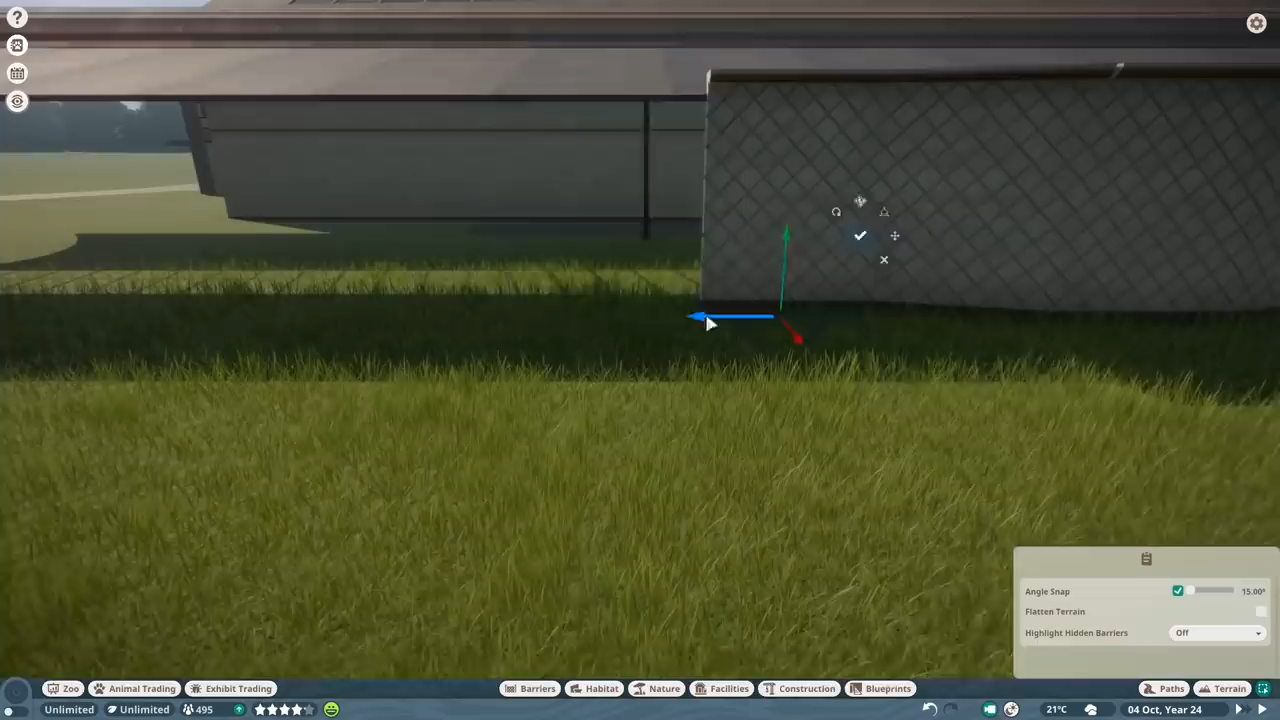 ?
Angle Snap 15.00°
Flatten Terrain
Highlight Hidden Barriers Off
Zoo Animal Trading Exhibit Trading Barriers Habitat Nature Facilities Construction Blueprints Paths Terrain
Unlimited Unlimited 495 21°C 04 Oct, Year 24